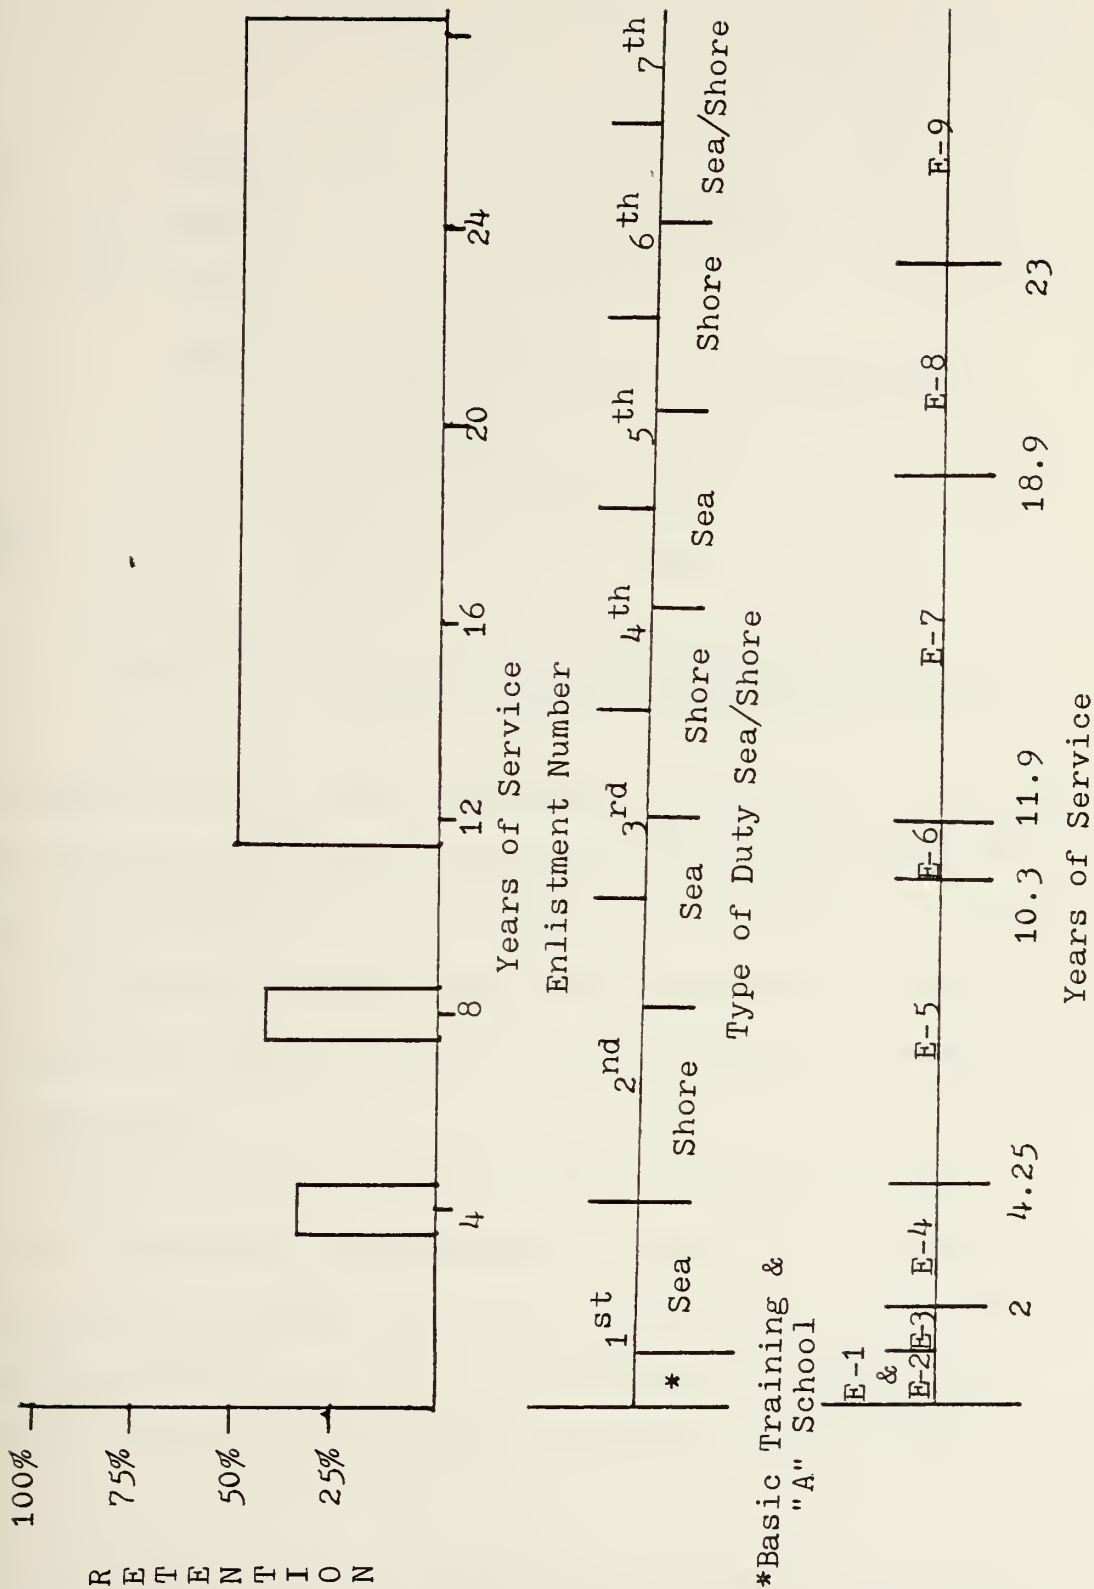 RETENTION
100%
75%
50%
25%
4 8 12 16 20 24
Years of Service
Enlistment Number
1st 2nd 3rd 4th 5th 6th 7th
* Sea Shore Sea Shore Sea Shore Sea/Shore
Type of Duty Sea/Shore
*Basic Training &
"A" School
E-1
&
E-2 E-3 E-4 E-5 E-6 E-7 E-8 E-9
2 4.25 10.3 11.9 18.9 23
Years of Service